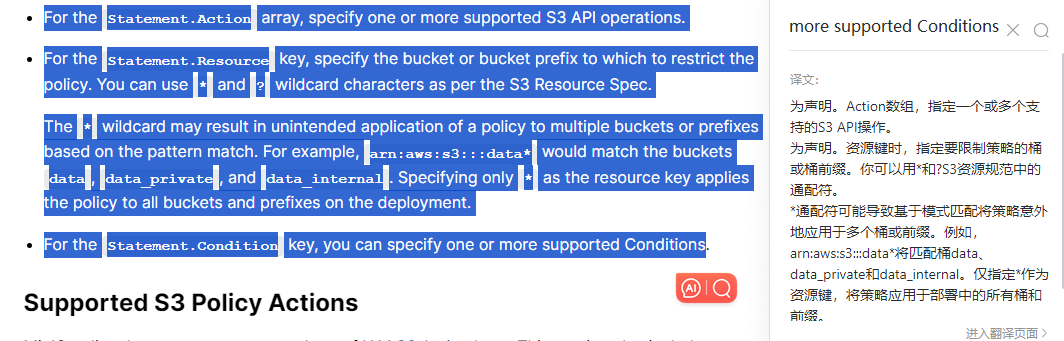 For the Statement.Action array, specify one or more supported S3 API operations.
For the Statement.Resource key, specify the bucket or bucket prefix to which to restrict the
policy. You can use * and ? wildcard characters as per the S3 Resource Spec.
The * wildcard may result in unintended application of a policy to multiple buckets or prefixes
based on the pattern match. For example, arn:aws:s3:::data* would match the buckets
data, data_private, and data_internal. Specifying only * as the resource key applies
the policy to all buckets and prefixes on the deployment.
For the Statement.Condition key, you can specify one or more supported Conditions.
AI
Supported S3 Policy Actions
more supported Conditions
译文:
为声明。Action数组，指定一个或多个支
持的S3 API操作。
为声明。资源键时，指定要限制策略的桶
或桶前缀。你可以用*和?S3资源规范中的
通配符。
*通配符可能导致基于模式匹配将策略意外
地应用于多个桶或前缀。例如，
arn:aws:s3:::data*将匹配桶data、
data_private和data_internal。仅指定*作为
资源键，将策略应用于部署中的所有桶和
前缀。
进入翻译页面